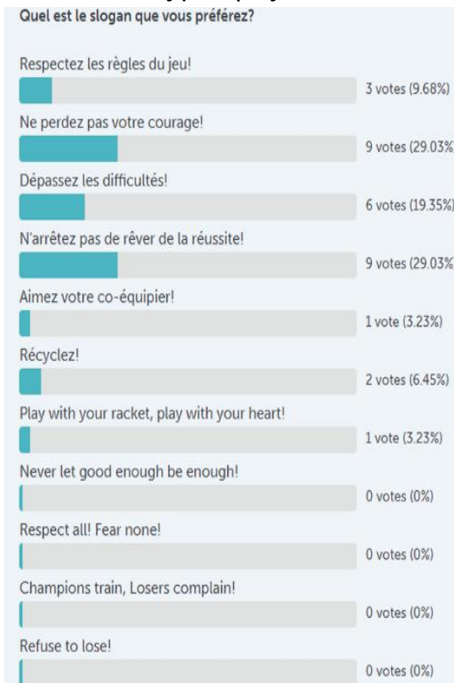 Quel est le slogan que vous préférez?
Respectez les règles du jeu!
3 votes (9.68%)
Ne perdez pas votre courage!
9 votes (29.03%
Dépassez les difficultés!
6 votes (19.35%)
N'arrêtez pas de rêver de la réussite!
9 votes (29.03%
Aimez votre co-équipier!
1 vote (3.23%)
Récyclez!
2 votes (6.45%)
Play with your racket, play with your heart!
1 vote (3.23%)
Never let good enough be enough!
0 votes (0%)
Respect all! Fear none!
0 votes (0%)
Champions train, Losers complain!
0 votes (0%)
Refuse to lose!
0 votes (0%)